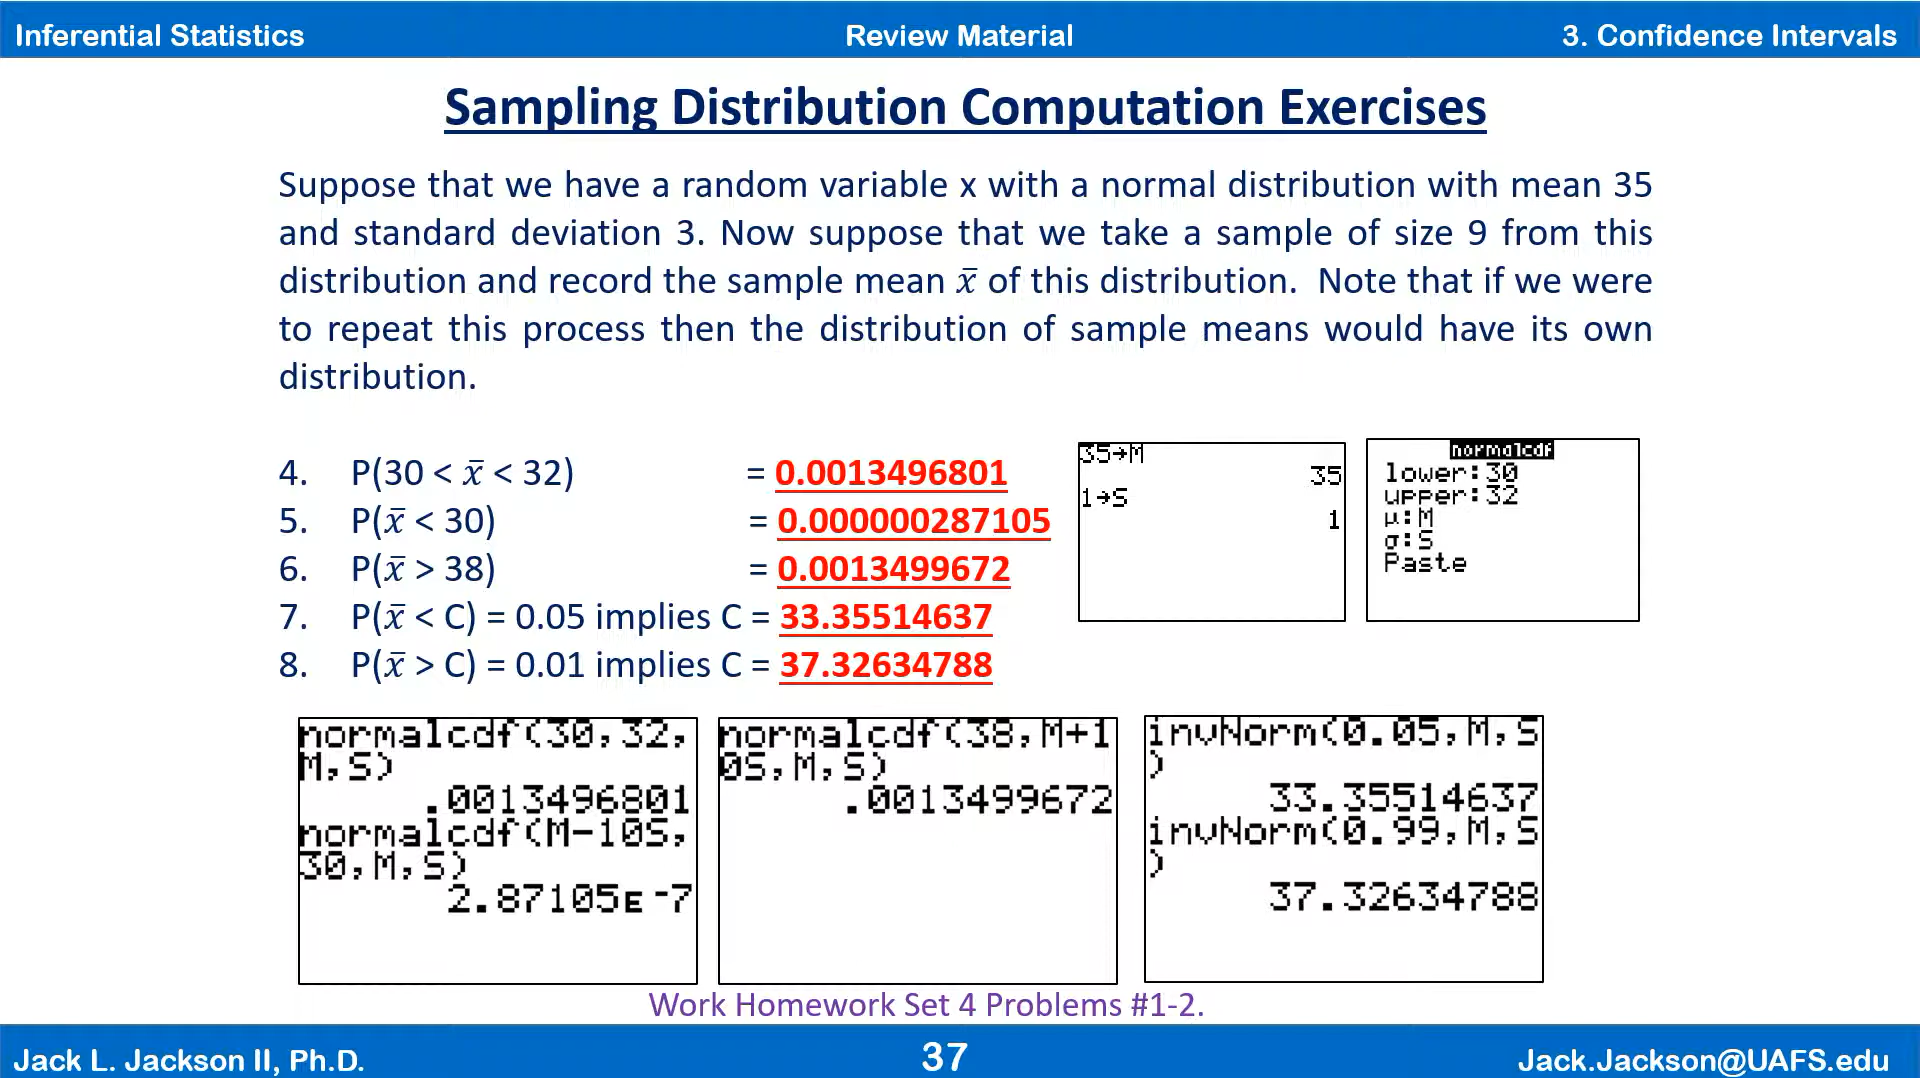 Inferential Statistics Review Material 3. Confidence Intervals
Sampling Distribution Computation Exercises
Suppose that we have a random variable x with a normal distribution with mean 35
and standard deviation 3. Now suppose that we take a sample of size 9 from this
distribution and record the sample mean x̄ of this distribution. Note that if we were
to repeat this process then the distribution of sample means would have its own
distribution.
4. P(30 < x̄ < 32) = 0.0013496801
5. P(x̄ < 30) = 0.000000287105
6. P(x̄ > 38) = 0.0013499672
7. P(x̄ < C) = 0.05 implies C = 33.35514637
8. P(x̄ > C) = 0.01 implies C = 37.32634788
35→M
35
1→S
1
normalcdf
lower:30
upper:32
μ:M
σ:S
Paste
normalcdf(30,32,
M,S)
.0013496801
normalcdf(M-10S,
30,M,S)
2.87105E-7
normalcdf(38,M+1
0S,M,S)
.0013499672
invNorm(0.05,M,S
)
33.35514637
invNorm(0.99,M,S
)
37.32634788
Work Homework Set 4 Problems #1-2.
Jack L. Jackson II, Ph.D. 37 Jack.Jackson@UAFS.edu